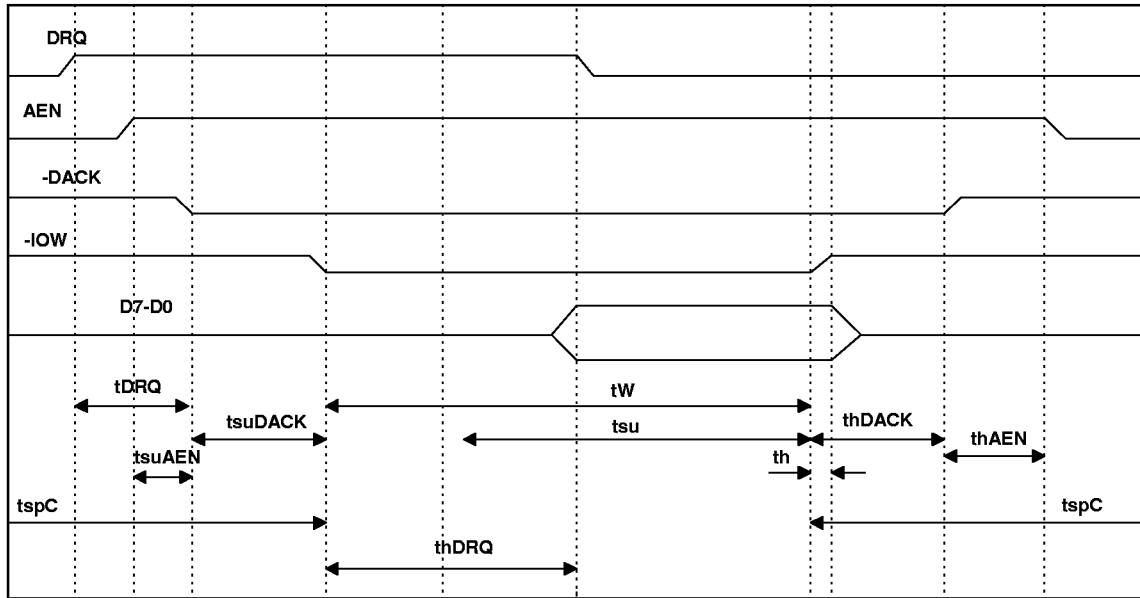 DRQ
AEN
-DACK
-IOW
D7-D0
tDRQ
tW
tsuDACK
tsu
thDACK
thAEN
tsuAEN
th
tspC
tspC
thDRQ